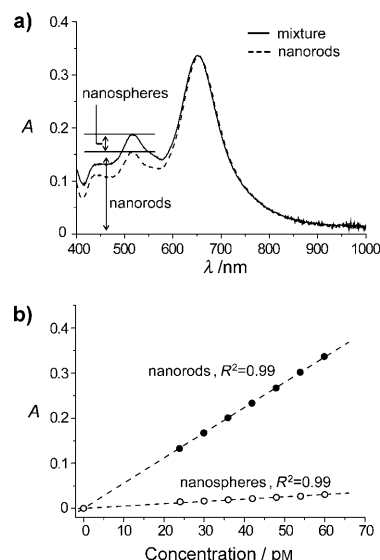 a)
mixture
nanorods
nanospheres
nanorods
A
0.4
0.3
0.2
0.1
0
400 500 600 700 800 900 1000
λ /nm
b)
nanorods, R²=0.99
nanospheres, R²=0.99
A
0.4
0.3
0.2
0.1
0
0 10 20 30 40 50 60 70
Concentration / pM